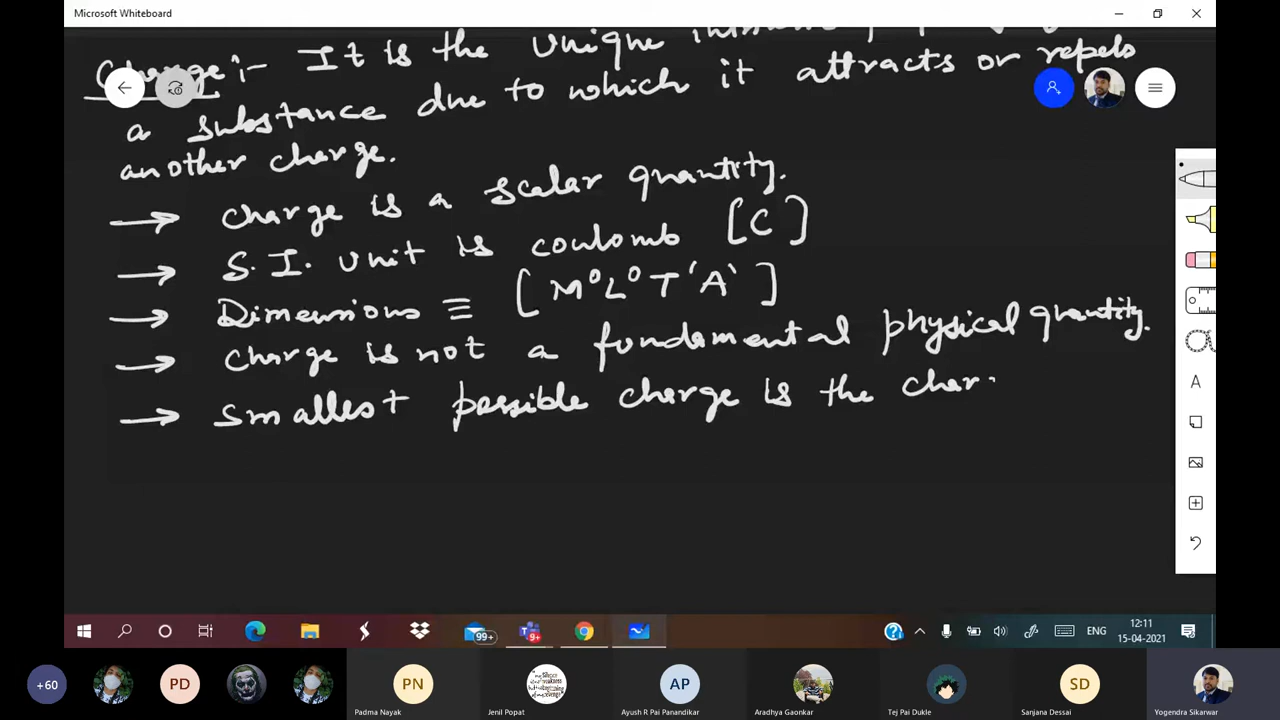 Microsoft Whiteboard
Charge :- It is the unique
a substance due to which it attracts or repels
another charge.
→ charge is a scalar quantity.
→ S.I. unit is coulomb [C]
→ Dimensions ≡ [M⁰L⁰T¹A¹]
→ charge is not a fundamental physical quantity.
→ smallest possible charge is the char
A
99+
9+
ENG
12:11
15-04-2021
+60
PD
PN
AP
SD
Padma Nayak
Jenil Popat
Ayush R Pai Panandikar
Aradhya Gaonkar
Tej Pai Dukle
Sanjana Dessai
Yogendra Sikarwar